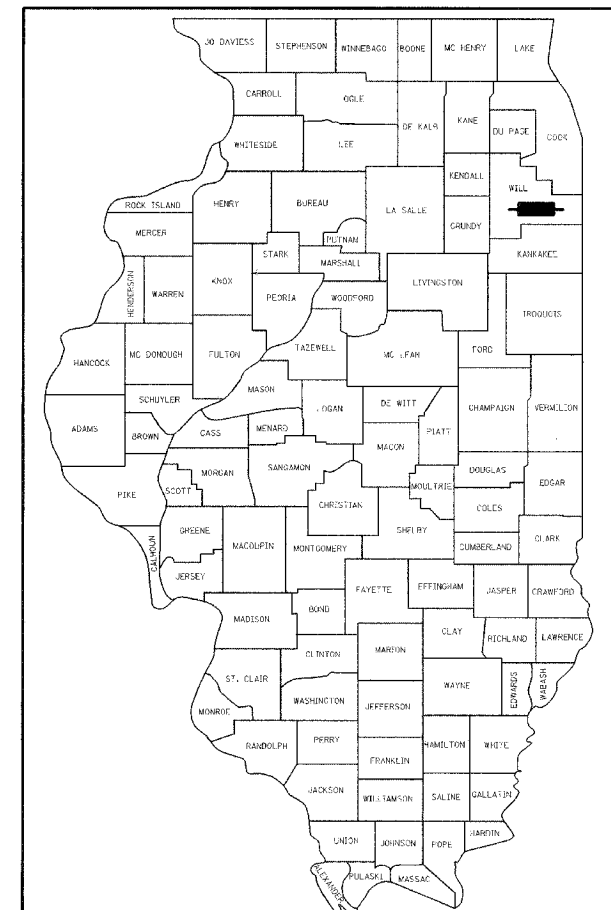 JO DAVIESS STEPHENSON WINNEBAGO BOONE MC HENRY LAKE
CARROLL OGLE DE KALB KANE DU PAGE COOK
WHITESIDE LEE KENDALL WILL
ROCK ISLAND HENRY BUREAU LA SALLE GRUNDY
MERCER PUTNAM KANKAKEE
STARK MARSHALL
HENDERSON WARREN KNOX PEORIA WOODFORD LIVINGSTON IROQUOIS
HANCOCK MC DONOUGH FULTON TAZEWELL MC LEAN FORD
MASON
SCHUYLER LOGAN DE WITT CHAMPAIGN VERMILION
ADAMS BROWN CASS MENARD MACON PIATT
PIKE SCOTT MORGAN SANGAMON MOULTRIE DOUGLAS EDGAR
CHRISTIAN COLES
CALHOUN GREENE MACOUPIN MONTGOMERY SHELBY CUMBERLAND CLARK
JERSEY
MADISON BOND FAYETTE EFFINGHAM JASPER CRAWFORD
CLINTON MARION CLAY RICHLAND LAWRENCE
ST. CLAIR WAYNE EDWARDS WABASH
MONROE WASHINGTON JEFFERSON
RANDOLPH PERRY HAMILTON WHITE
FRANKLIN
JACKSON WILLIAMSON SALINE GALLATIN
UNION JOHNSON POPE HARDIN
ALEXANDER PULASKI MASSAC